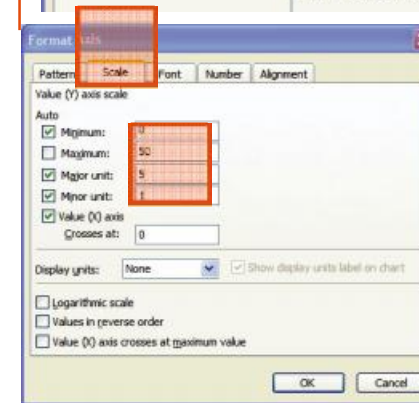 Format Axis
Patterns Scale Font Number Alignment
Value (Y) axis scale
Auto
Minimum: 0
Maximum: 50
Major unit: 5
Minor unit: 1
Value (X) axis
Crosses at: 0
Display units: None Show display units label on chart
Logarithmic scale
Values in reverse order
Value (X) axis crosses at maximum value
OK Cancel